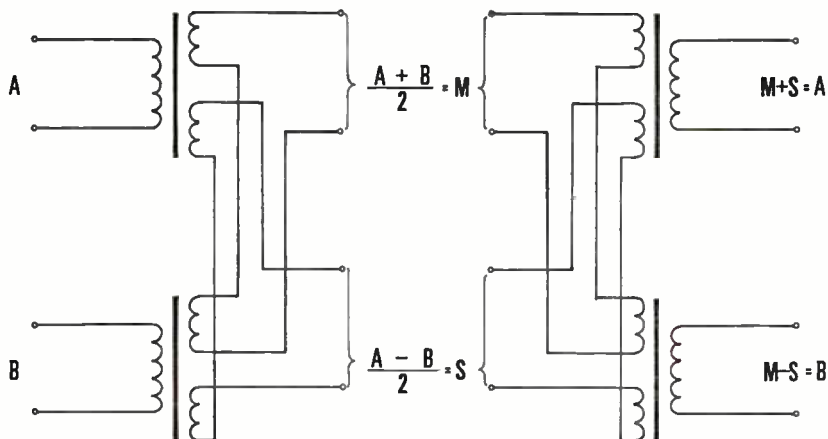 A
A + B
2 = M
M+S=A
B
A - B
2 = S
M-S=B